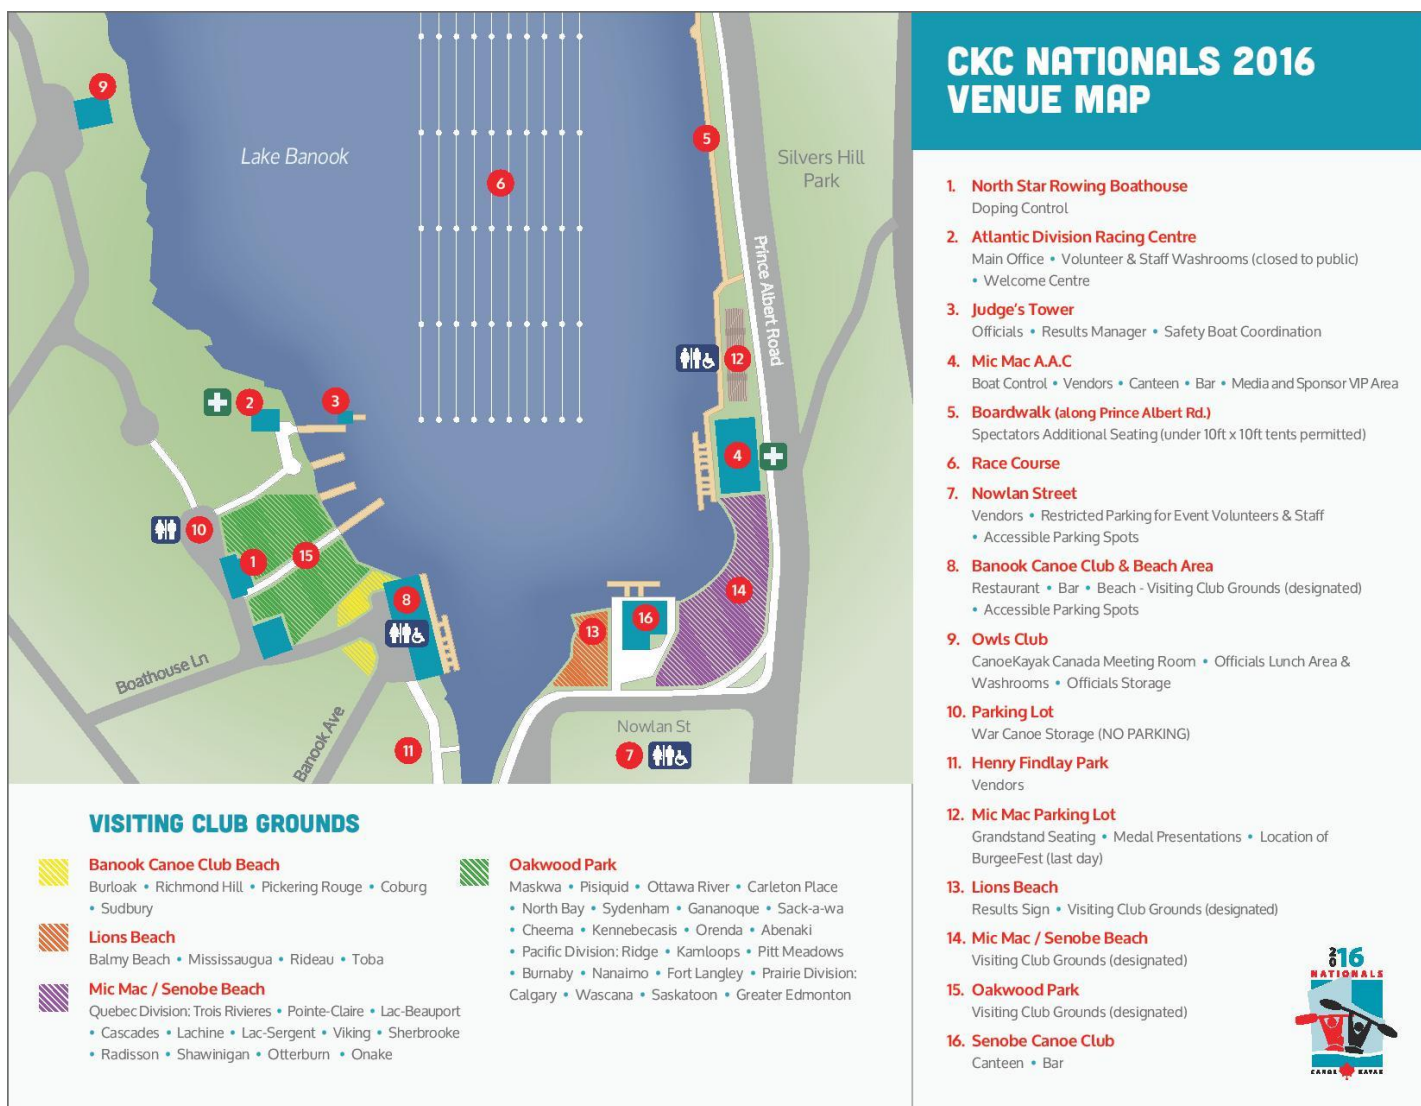 CKC NATIONALS 2016
VENUE MAP
9
Lake Banook
6
5
Silvers Hill
Park
Prince Albert Road
12
2
3
4
10
1
15
8
14
13
16
Boathouse Ln
Banook Ave
11
Nowlan St
7
1. North Star Rowing Boathouse
Doping Control
2. Atlantic Division Racing Centre
Main Office • Volunteer & Staff Washrooms (closed to public)
• Welcome Centre
3. Judge's Tower
Officials • Results Manager • Safety Boat Coordination
4. Mic Mac A.A.C
Boat Control • Vendors • Canteen • Bar • Media and Sponsor VIP Area
5. Boardwalk (along Prince Albert Rd.)
Spectators Additional Seating (under 10ft x 10ft tents permitted)
6. Race Course
7. Nowlan Street
Vendors • Restricted Parking for Event Volunteers & Staff
• Accessible Parking Spots
8. Banook Canoe Club & Beach Area
Restaurant • Bar • Beach - Visiting Club Grounds (designated)
• Accessible Parking Spots
9. Owls Club
CanoeKayak Canada Meeting Room • Officials Lunch Area &
Washrooms • Officials Storage
10. Parking Lot
War Canoe Storage (NO PARKING)
11. Henry Findlay Park
Vendors
12. Mic Mac Parking Lot
Grandstand Seating • Medal Presentations • Location of
BurgeeFest (last day)
13. Lions Beach
Results Sign • Visiting Club Grounds (designated)
14. Mic Mac / Senobe Beach
Visiting Club Grounds (designated)
15. Oakwood Park
Visiting Club Grounds (designated)
16. Senobe Canoe Club
Canteen • Bar
VISITING CLUB GROUNDS
Banook Canoe Club Beach
Burloak • Richmond Hill • Pickering Rouge • Coburg
• Sudbury
Lions Beach
Balmy Beach • Mississaugua • Rideau • Toba
Mic Mac / Senobe Beach
Quebec Division: Trois Rivieres • Pointe-Claire • Lac-Beauport
• Cascades • Lachine • Lac-Sergent • Viking • Sherbrooke
• Radisson • Shawinigan • Otterburn • Onake
Oakwood Park
Maskwa • Pisiquid • Ottawa River • Carleton Place
• North Bay • Sydenham • Gananoque • Sack-a-wa
• Cheema • Kennebecasis • Orenda • Abenaki
• Pacific Division: Ridge • Kamloops • Pitt Meadows
• Burnaby • Nanaimo • Fort Langley • Prairie Division:
Calgary • Wascana • Saskatoon • Greater Edmonton
2016
NATIONALS
CANOE KAYAK